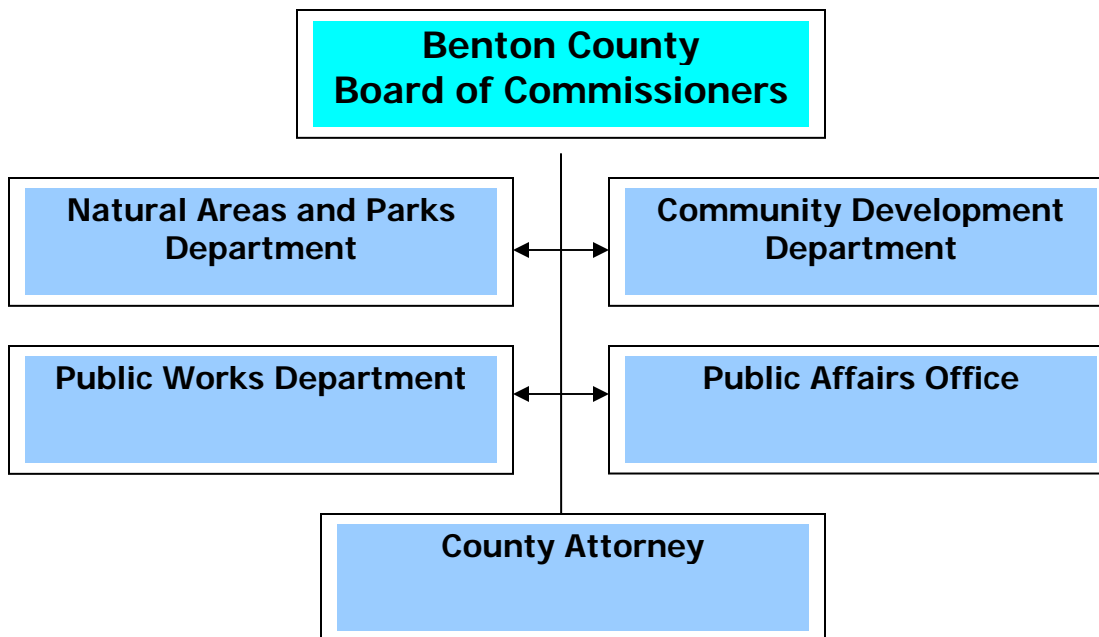 Benton County
Board of Commissioners
Natural Areas and Parks
Department
Community Development
Department
Public Works Department
Public Affairs Office
County Attorney